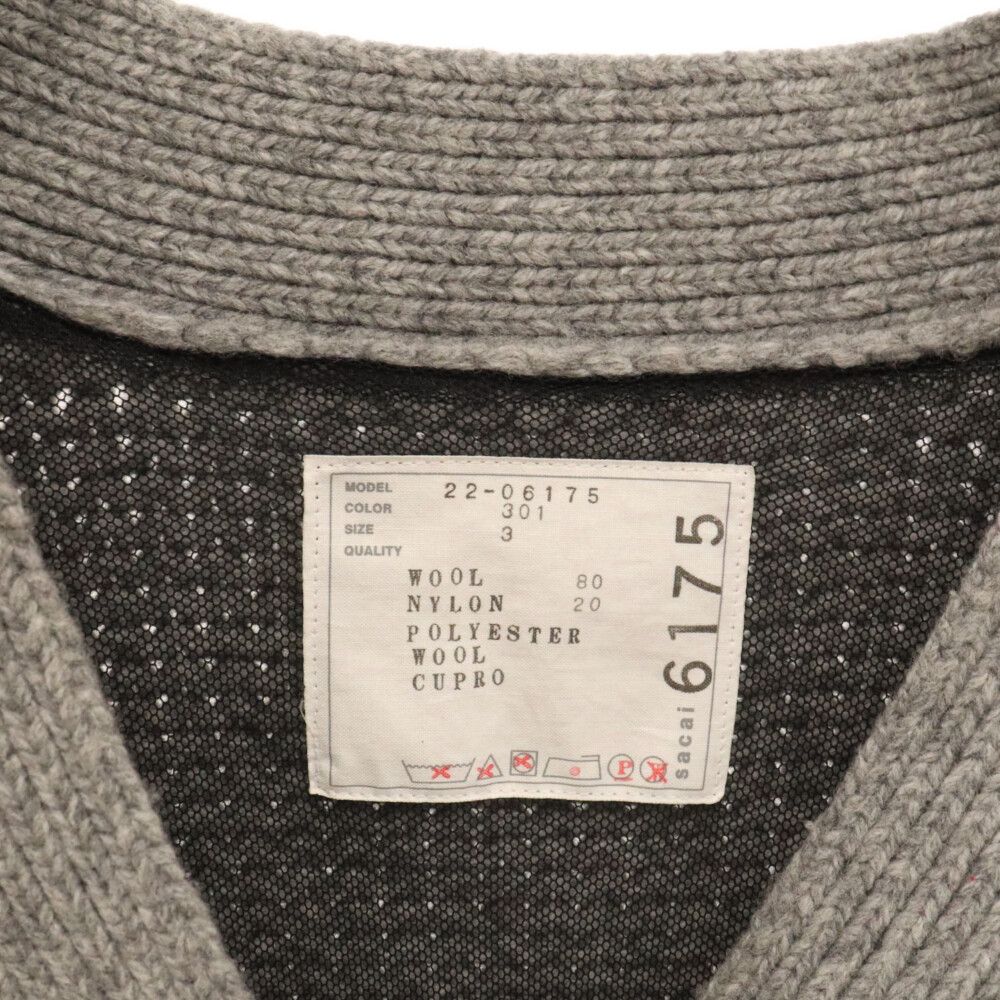 MODEL 22-06175
COLOR 301
SIZE 3
QUALITY
WOOL 80
NYLON 20
POLYESTER
WOOL
CUPRO
P W
sacai 6175